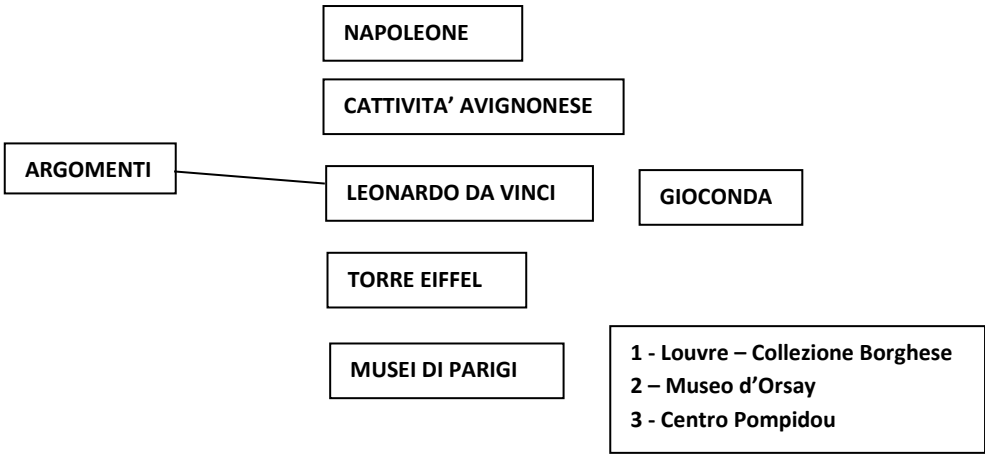 NAPOLEONE
CATTIVITA’ AVIGNONESE
ARGOMENTI
LEONARDO DA VINCI
GIOCONDA
TORRE EIFFEL
MUSEI DI PARIGI
1 - Louvre – Collezione Borghese
2 – Museo d’Orsay
3 - Centro Pompidou